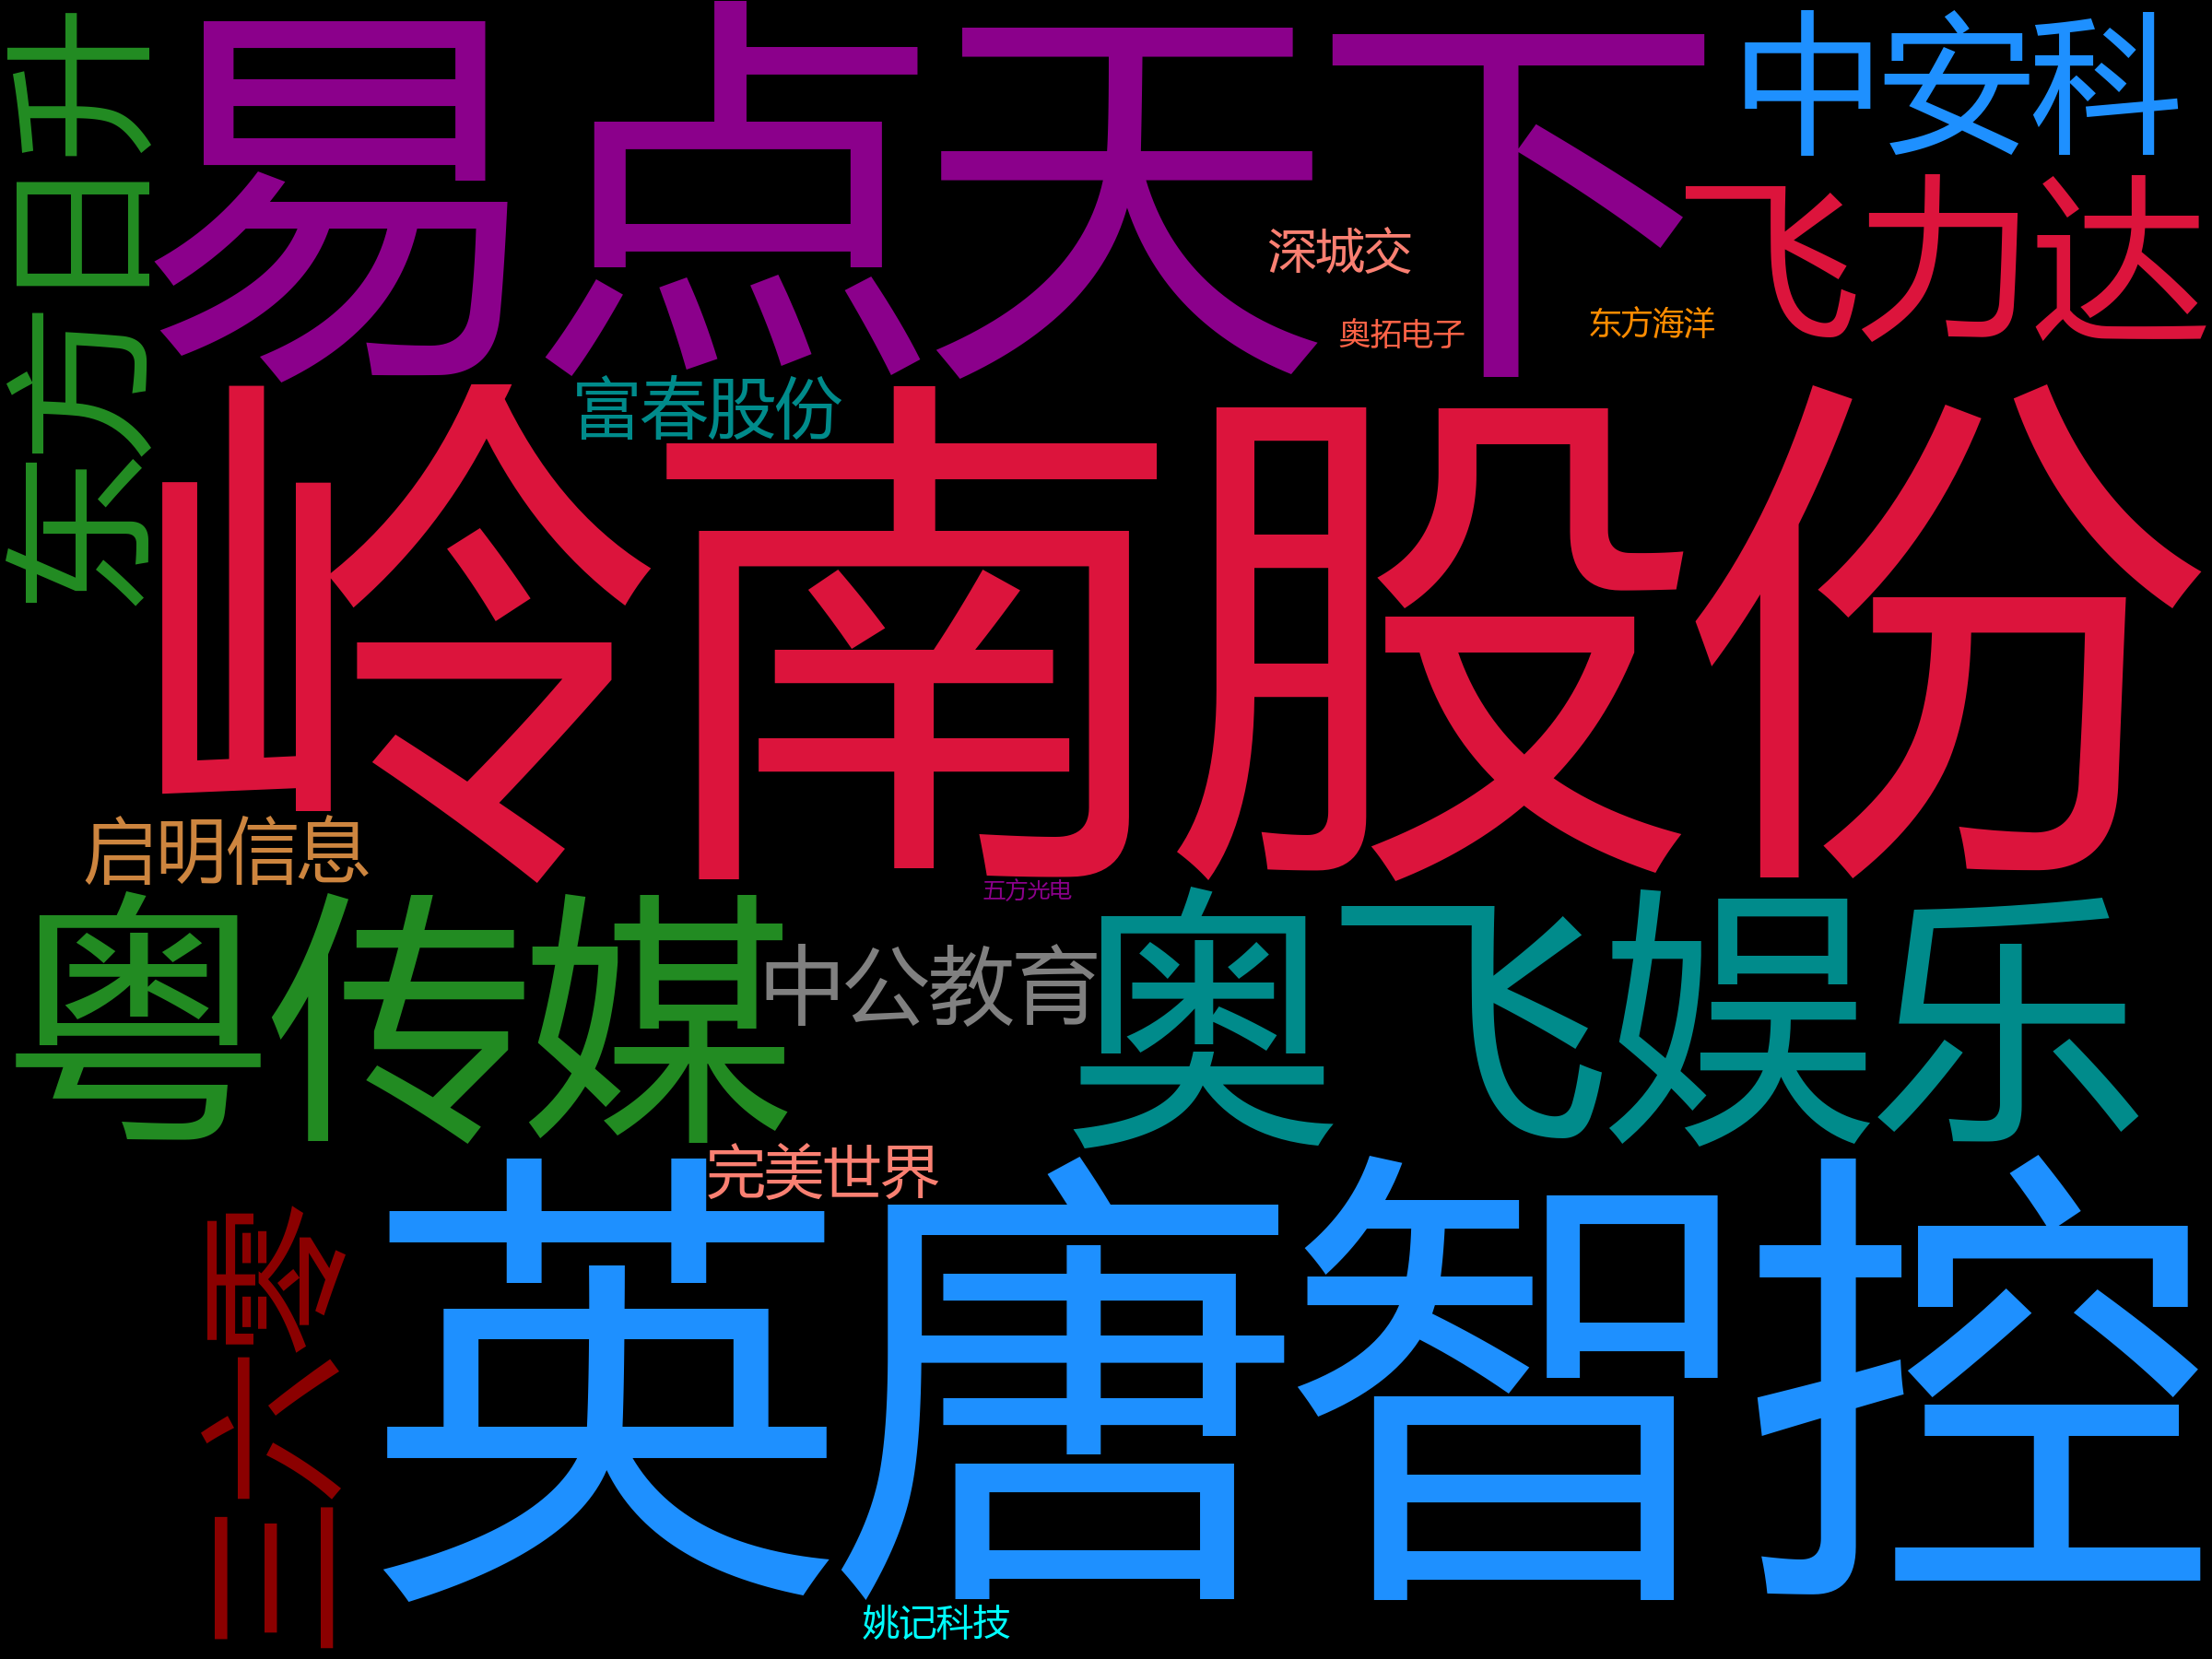 易点天下
中安科
飞力达
深城交
东方海洋
奥拓电子
东方日升
富春股份
岭南股份
启明信息
五方光电
粤传媒
中公教育
奥飞娱乐
完美世界
三六零
英唐智控
姚记科技